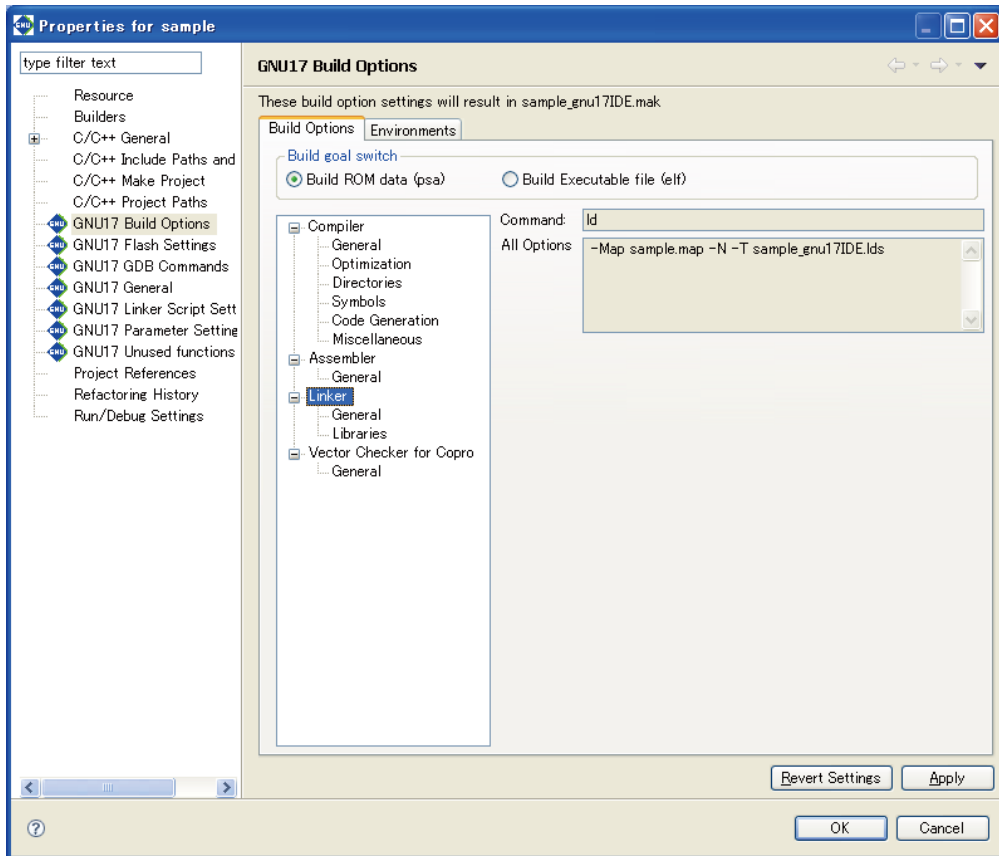 Properties for sample
type filter text
Resource
Builders
C/C++ General
C/C++ Include Paths and
C/C++ Make Project
C/C++ Project Paths
GNU17 Build Options
GNU17 Flash Settings
GNU17 GDB Commands
GNU17 General
GNU17 Linker Script Sett
GNU17 Parameter Setting
GNU17 Unused functions
Project References
Refactoring History
Run/Debug Settings
GNU17 Build Options
These build option settings will result in sample_gnu17IDE.mak
Build Options Environments
Build goal switch
Build ROM data (psa) Build Executable file (elf)
Compiler
General
Optimization
Directories
Symbols
Code Generation
Miscellaneous
Assembler
General
Linker
General
Libraries
Vector Checker for Copro
General
Command: ld
All Options -Map sample.map -N -T sample_gnu17IDE.lds
Revert Settings Apply
OK Cancel